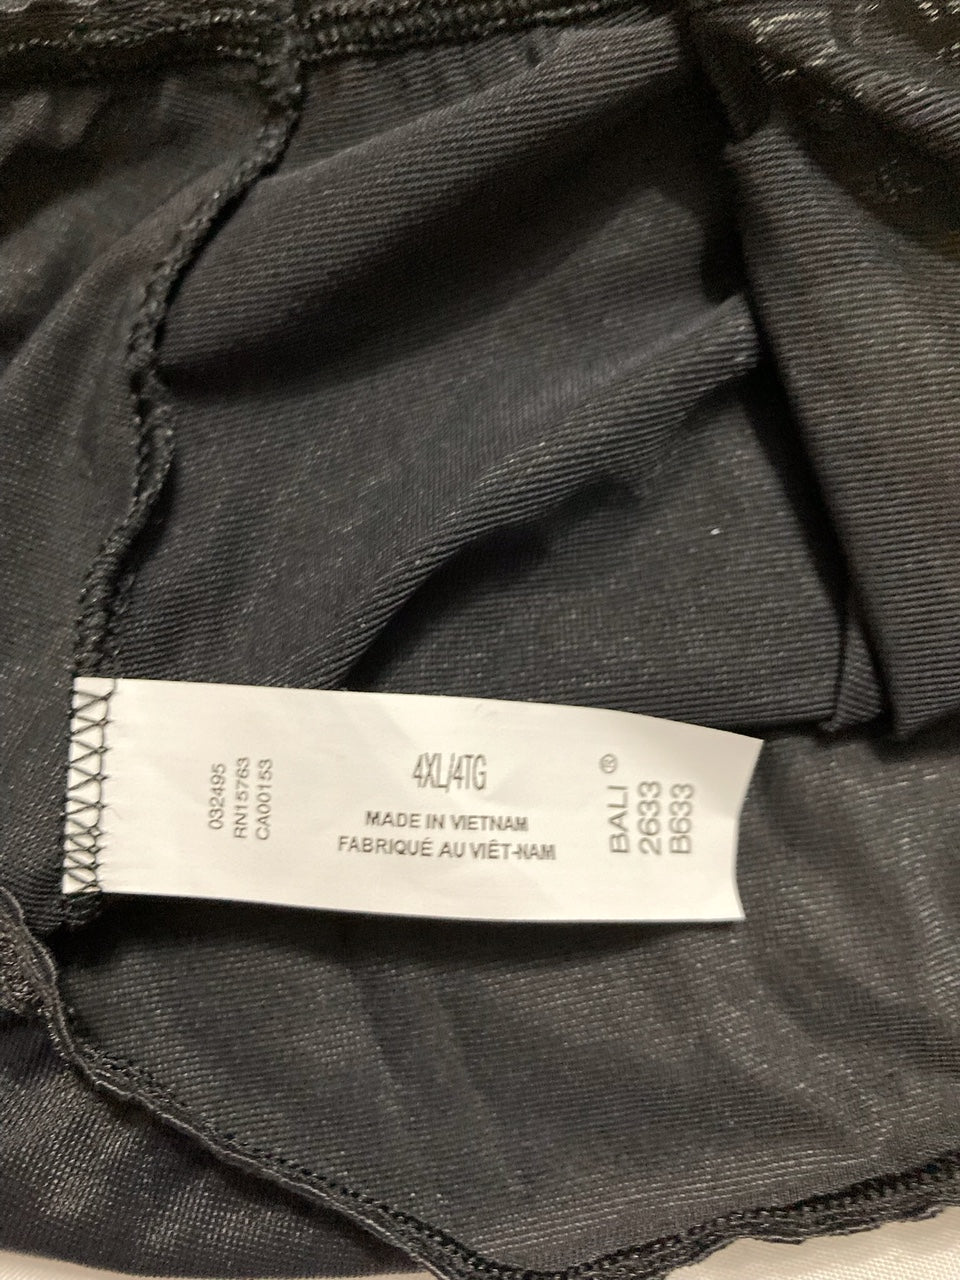 032495
RN15763
CA00153
4XL/4TG
MADE IN VIETNAM
FABRIQUÉ AU VIÊT-NAM
BALI®
2633
B633